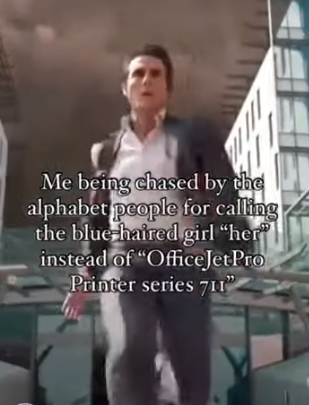 Me being chased by the
alphabet people for calling
the blue-haired girl "her"
instead of "OfficeJetPro
Printer series 711"